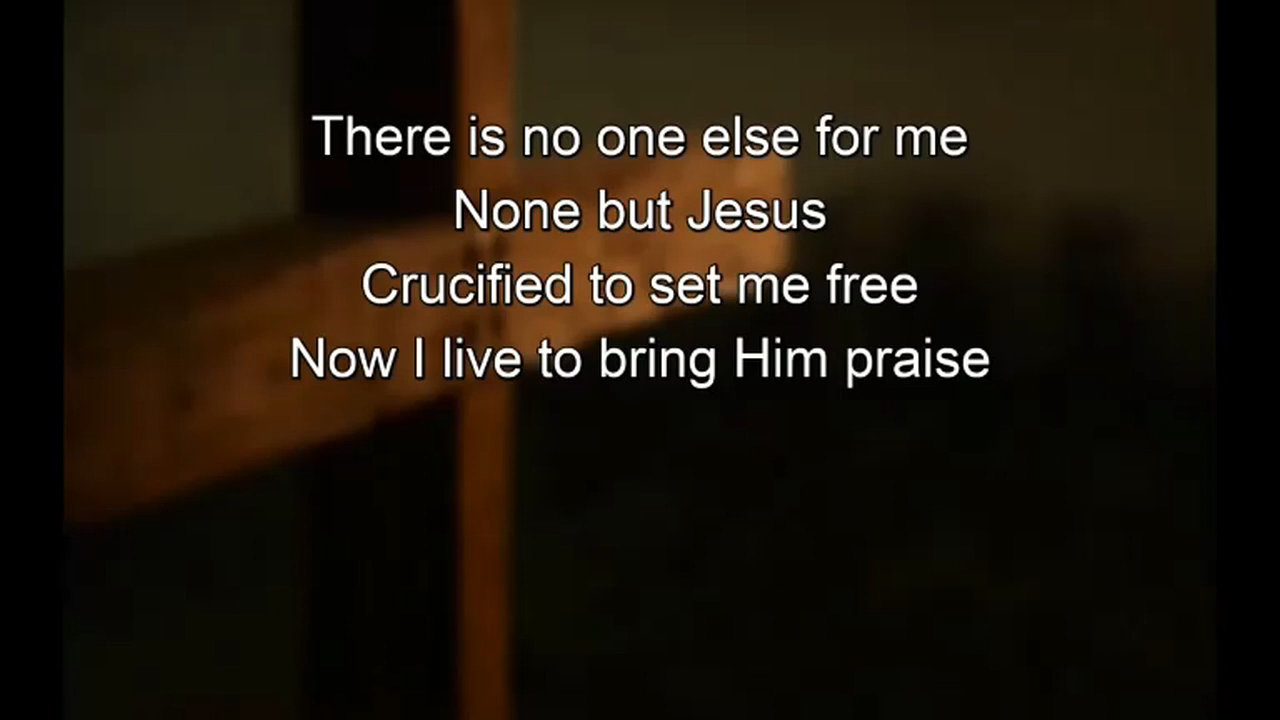 There is no one else for me
None but Jesus
Crucified to set me free
Now I live to bring Him praise